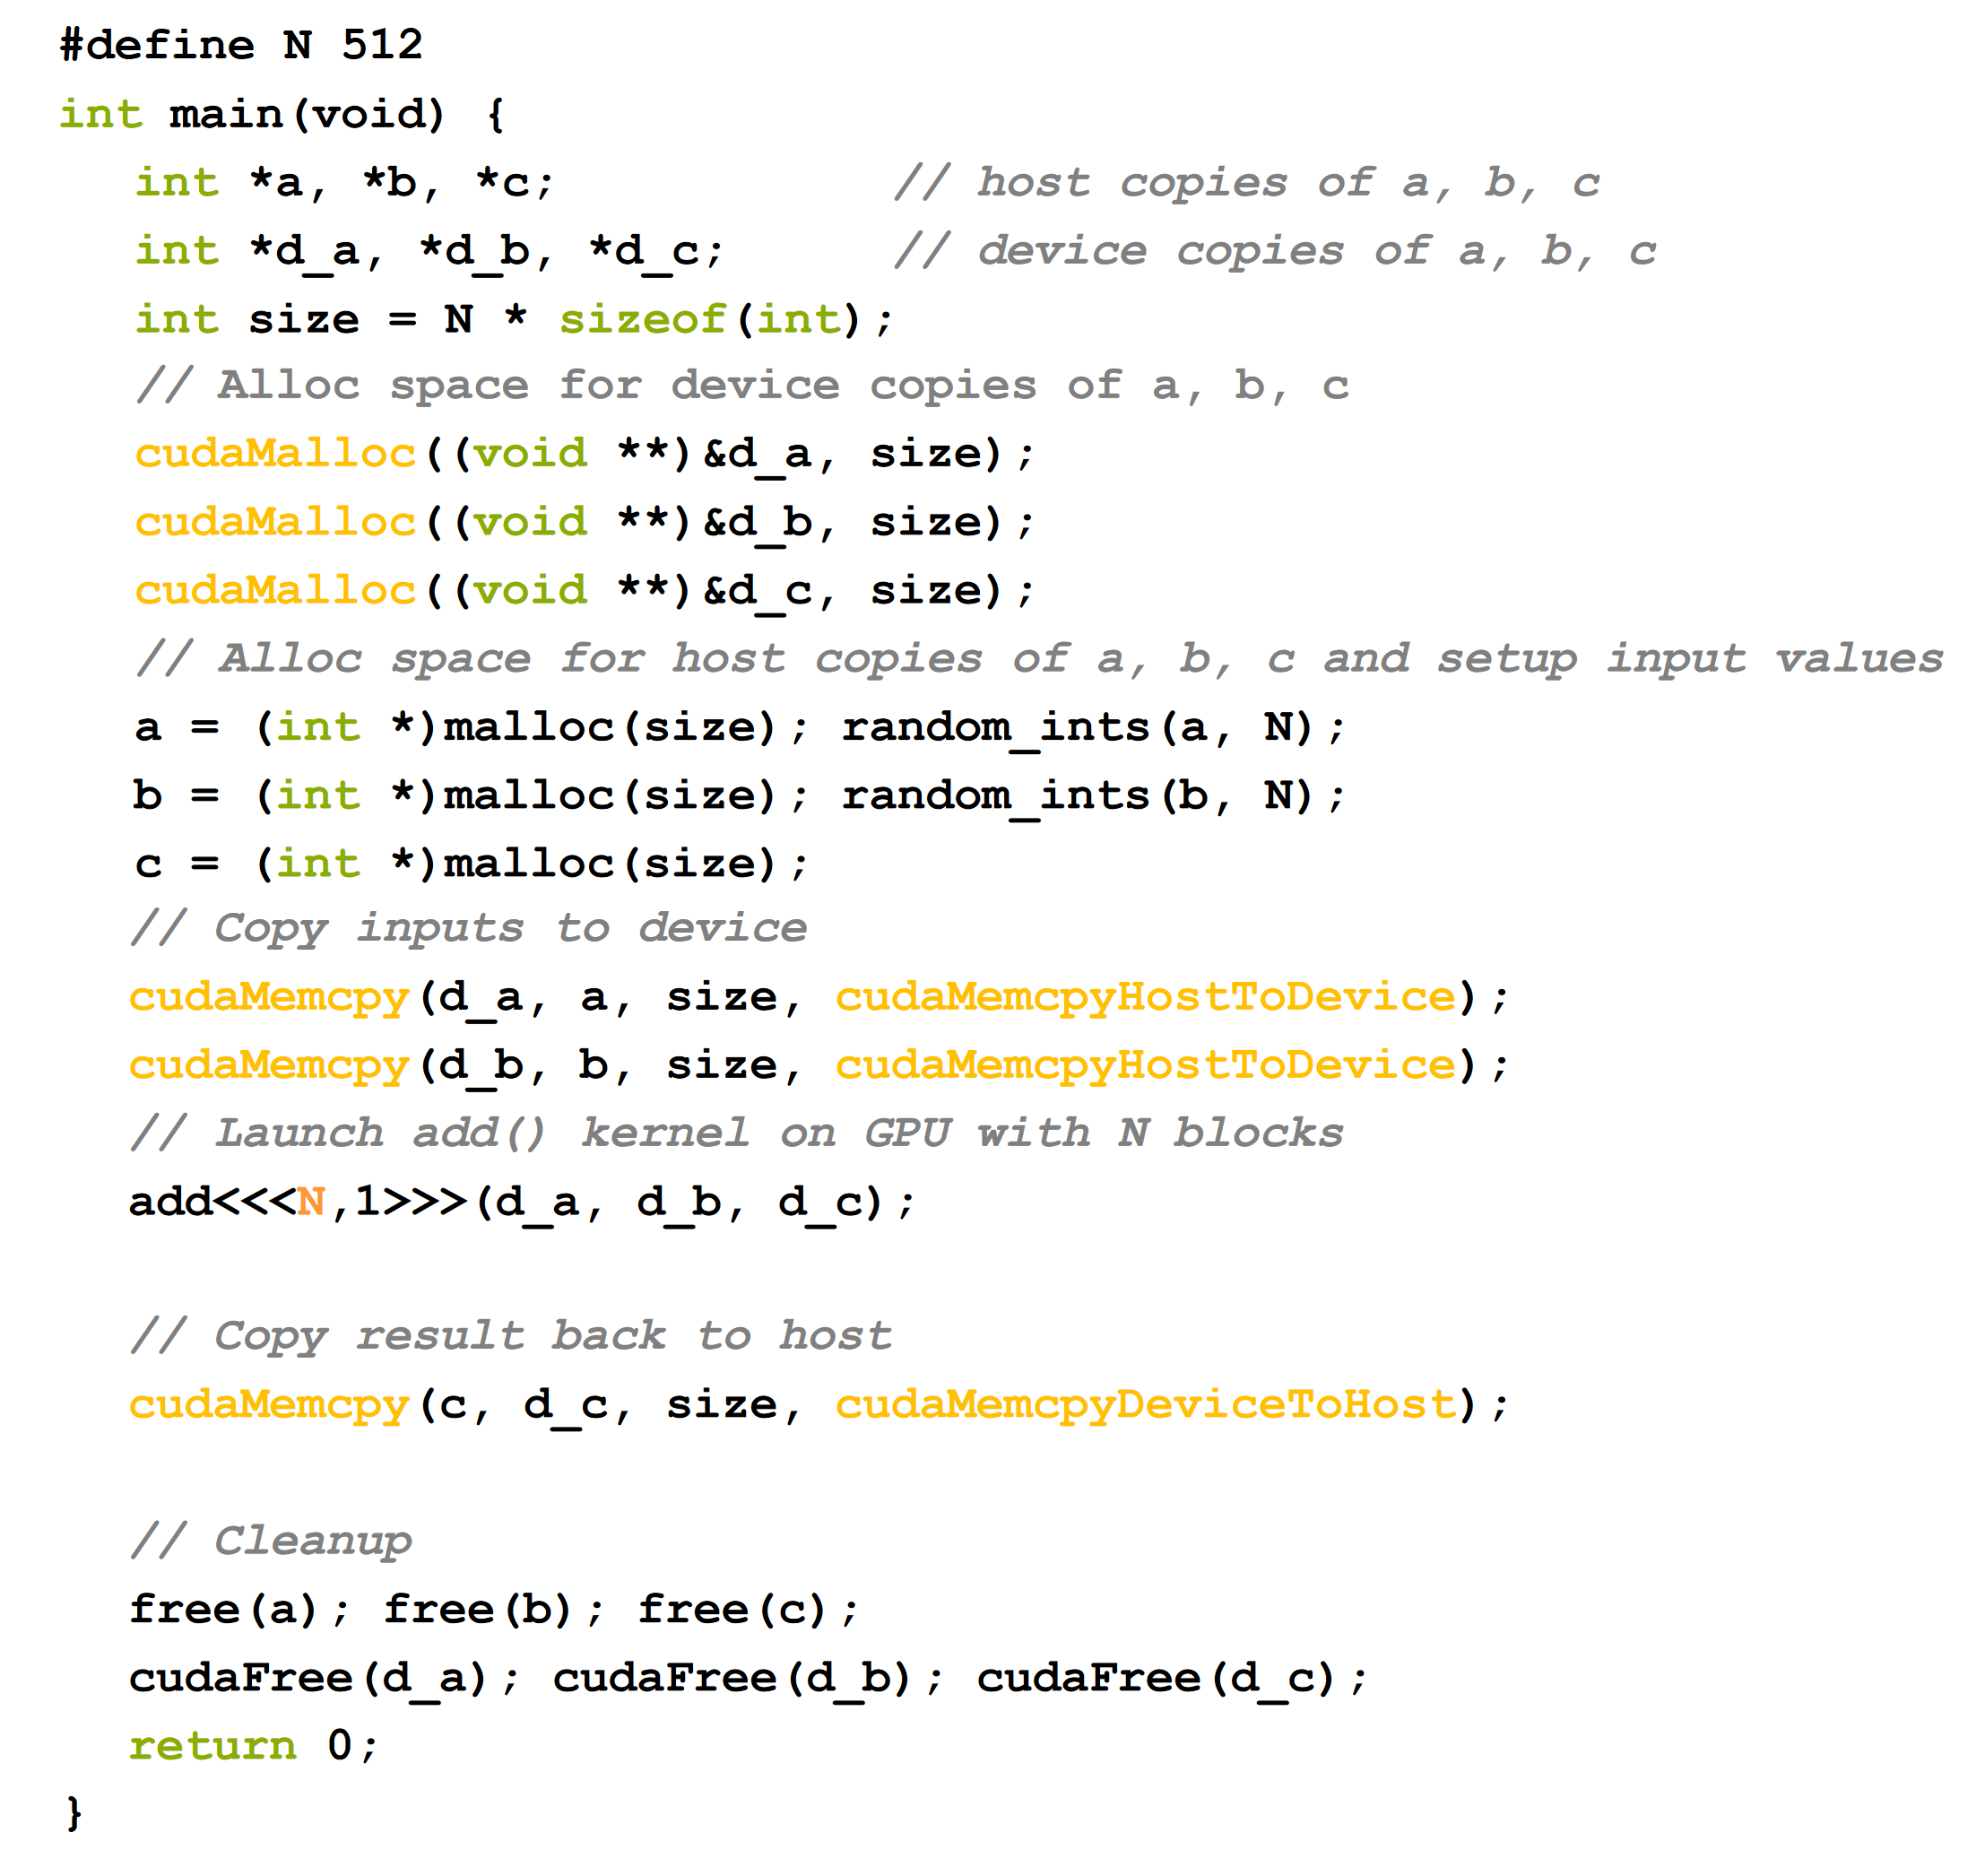 #define N 512
int main(void) {
int *a, *b, *c; // host copies of a, b, c
int *d_a, *d_b, *d_c; // device copies of a, b, c
int size = N * sizeof(int);
// Alloc space for device copies of a, b, c
cudaMalloc((void **)&d_a, size);
cudaMalloc((void **)&d_b, size);
cudaMalloc((void **)&d_c, size);
// Alloc space for host copies of a, b, c and setup input values
a = (int *)malloc(size); random_ints(a, N);
b = (int *)malloc(size); random_ints(b, N);
c = (int *)malloc(size);
// Copy inputs to device
cudaMemcpy(d_a, a, size, cudaMemcpyHostToDevice);
cudaMemcpy(d_b, b, size, cudaMemcpyHostToDevice);
// Launch add() kernel on GPU with N blocks
add<<<N,1>>>(d_a, d_b, d_c);
// Copy result back to host
cudaMemcpy(c, d_c, size, cudaMemcpyDeviceToHost);
// Cleanup
free(a); free(b); free(c);
cudaFree(d_a); cudaFree(d_b); cudaFree(d_c);
return 0;
}